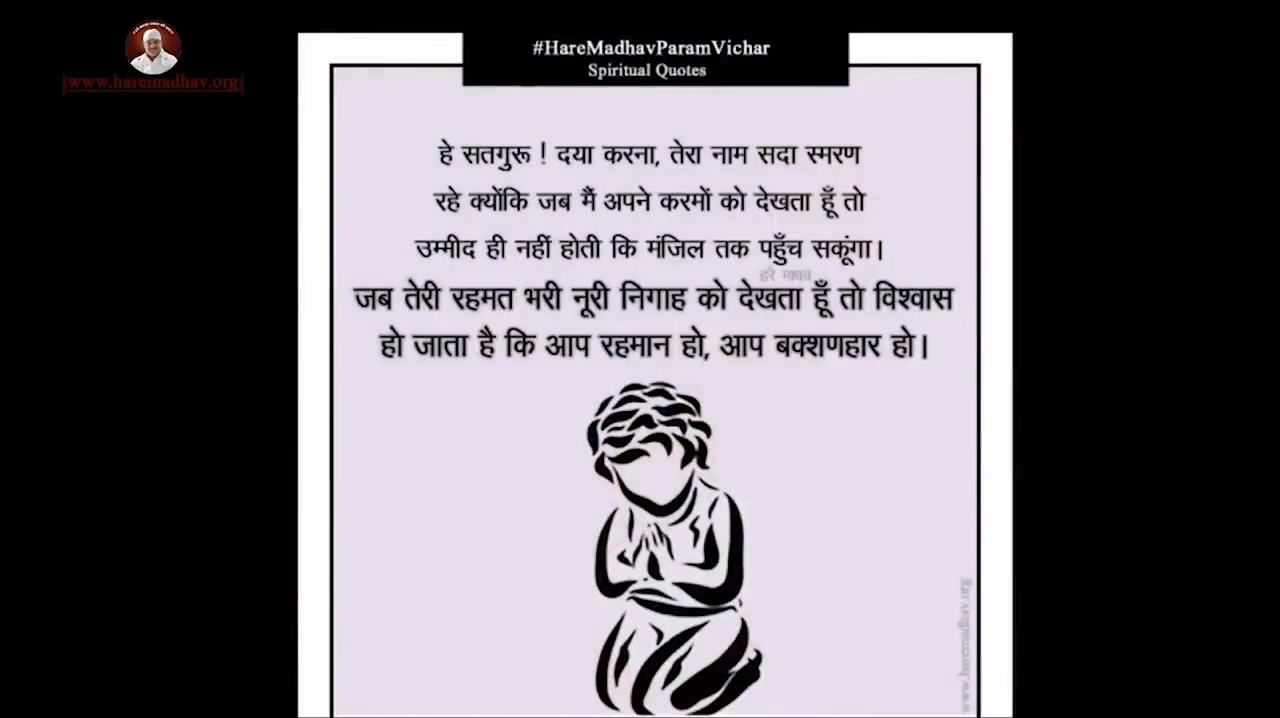 www.haremadhav.org
#HareMadhavParamVichar
Spiritual Quotes
हे सतगुरू ! दया करना, तेरा नाम सदा स्मरण
रहे क्योंकि जब मैं अपने करमों को देखता हूँ तो
उम्मीद ही नहीं होती कि मंजिल तक पहुँच सकूंगा।
हरे माधव
जब तेरी रहमत भरी नूरी निगाह को देखता हूँ तो विश्वास
हो जाता है कि आप रहमान हो, आप बक्शणहार हो।
www.haremadhav.org